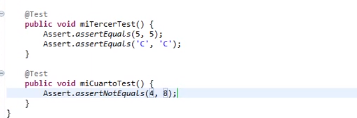 @Test
public void miTercerTest() {
Assert.assertEquals(5, 5);
Assert.assertEquals('C', 'C');
}
@Test
public void miCuartoTest() {
Assert.assertNotEquals(4, 8);
}
}